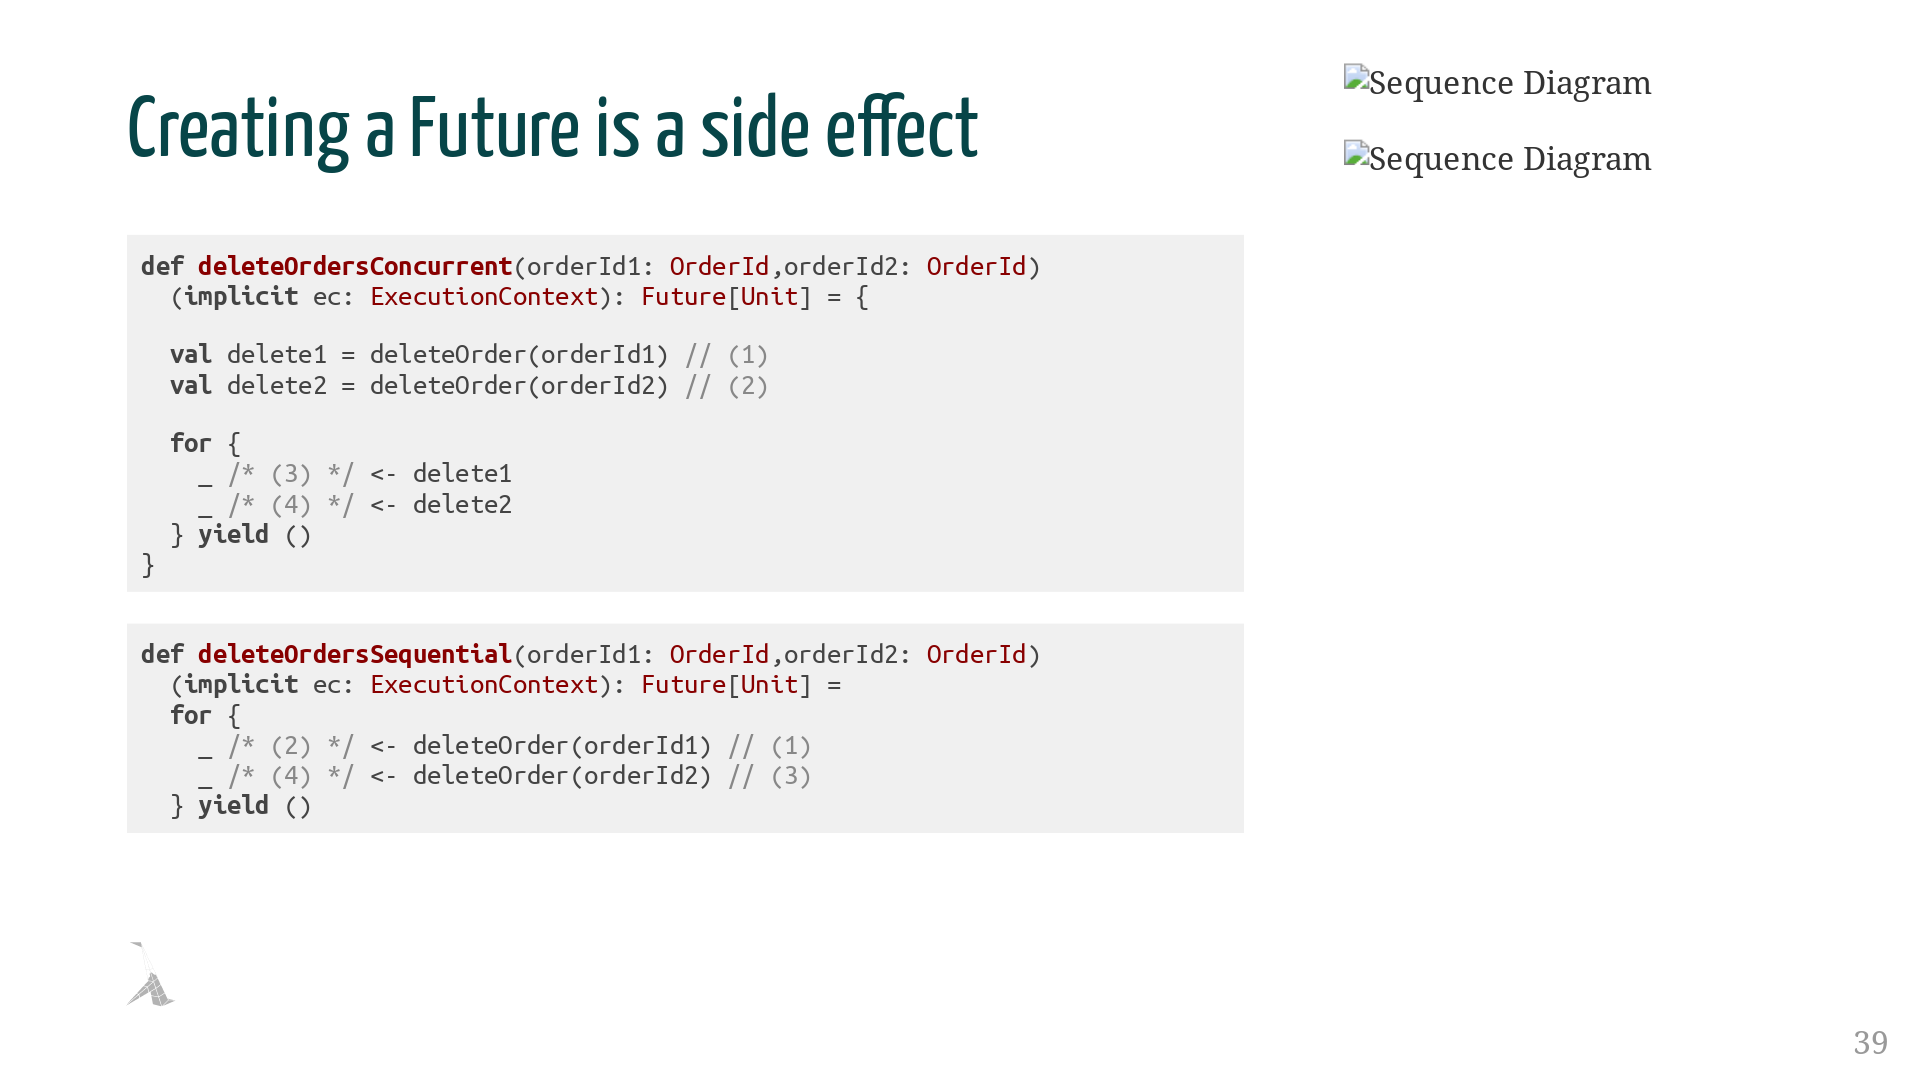 Creating a Future is a side effect
Sequence Diagram
Sequence Diagram
def deleteOrdersConcurrent(orderId1: OrderId,orderId2: OrderId)
  (implicit ec: ExecutionContext): Future[Unit] = {
  val delete1 = deleteOrder(orderId1) // (1)
  val delete2 = deleteOrder(orderId2) // (2)
  for {
    _ /* (3) */ <- delete1
    _ /* (4) */ <- delete2
  } yield ()
}
def deleteOrdersSequential(orderId1: OrderId,orderId2: OrderId)
  (implicit ec: ExecutionContext): Future[Unit] =
  for {
    _ /* (2) */ <- deleteOrder(orderId1) // (1)
    _ /* (4) */ <- deleteOrder(orderId2) // (3)
  } yield ()
39